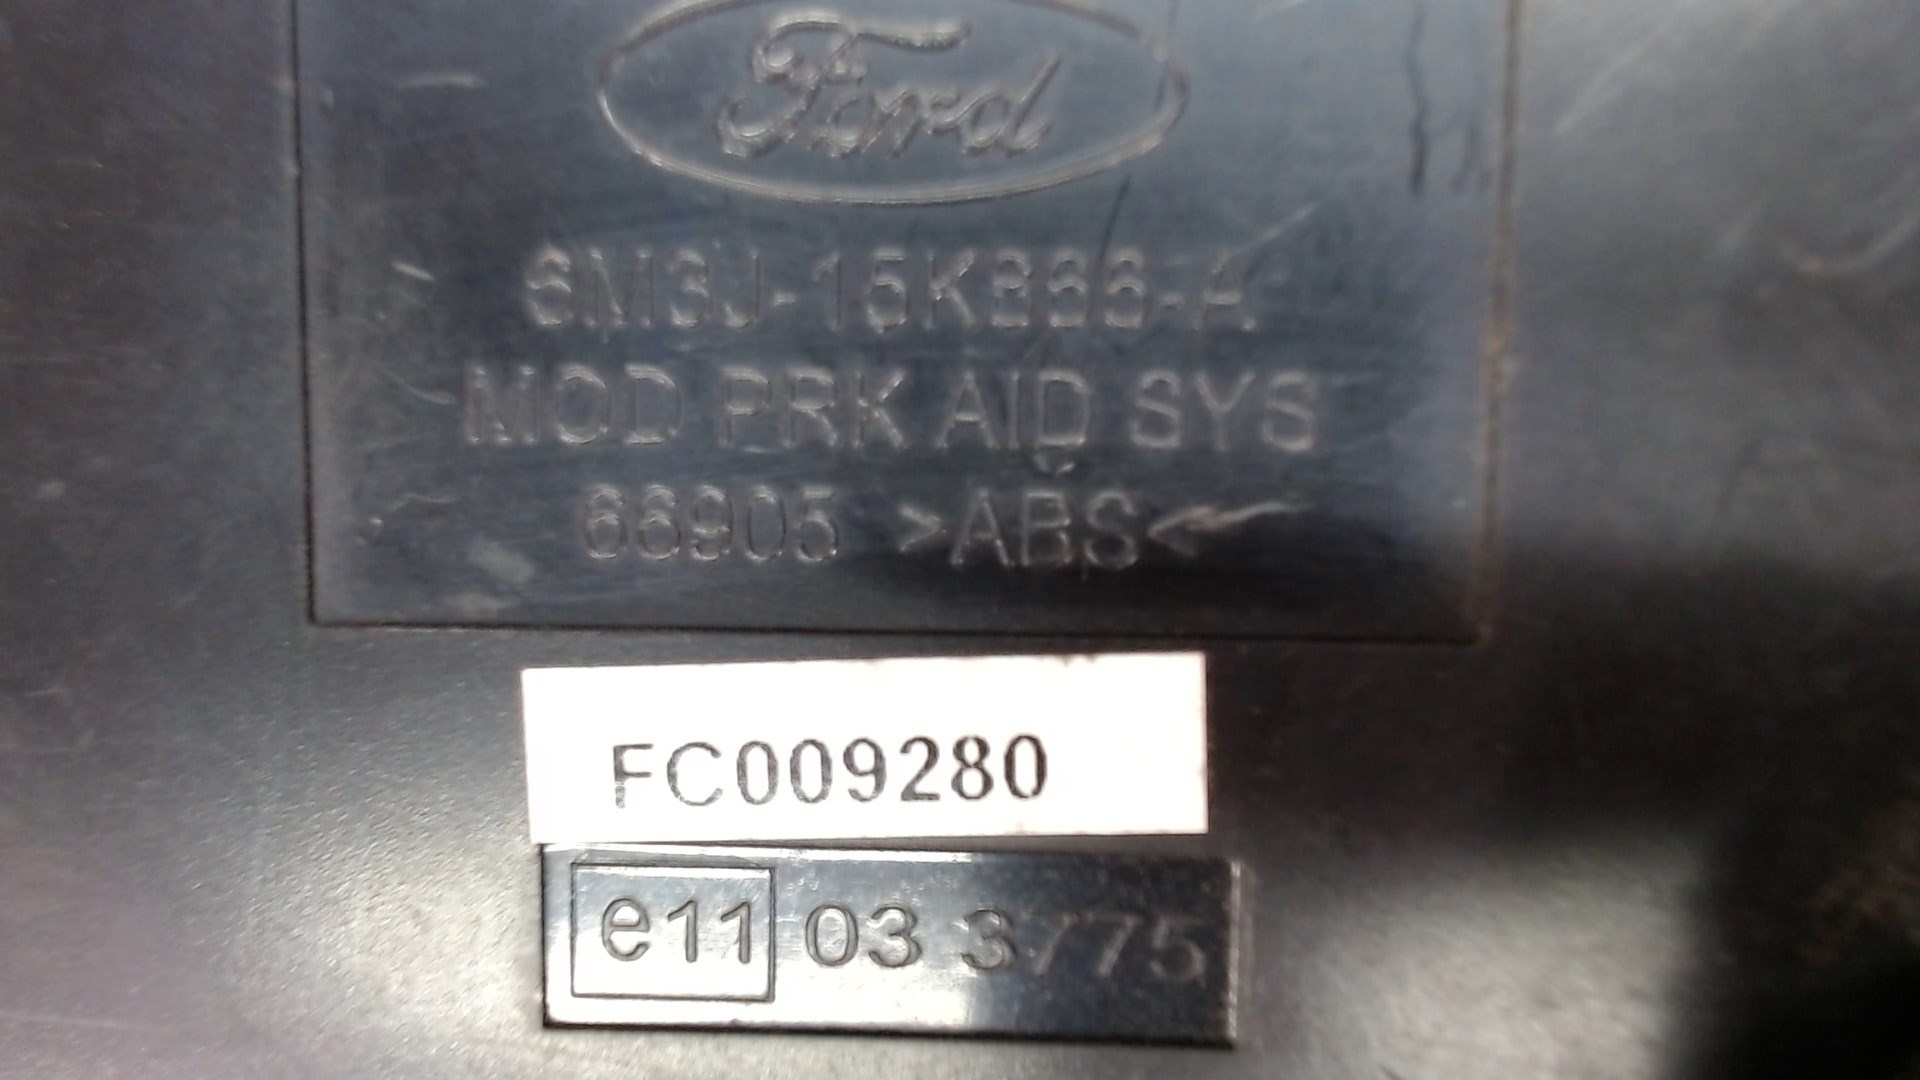 Ford
6M3J-15K866-A
MOD PRK AID SYS
66905 >ABS<
FC009280
e11 03 3775